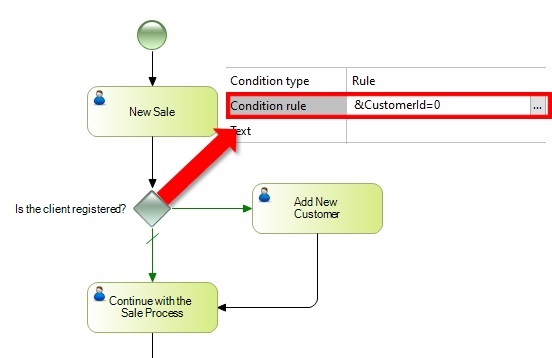 Condition type Rule
Condition rule &CustomerId=0 ...
Text
New Sale
Is the client registered?
Add New
Customer
Continue with the
Sale Process